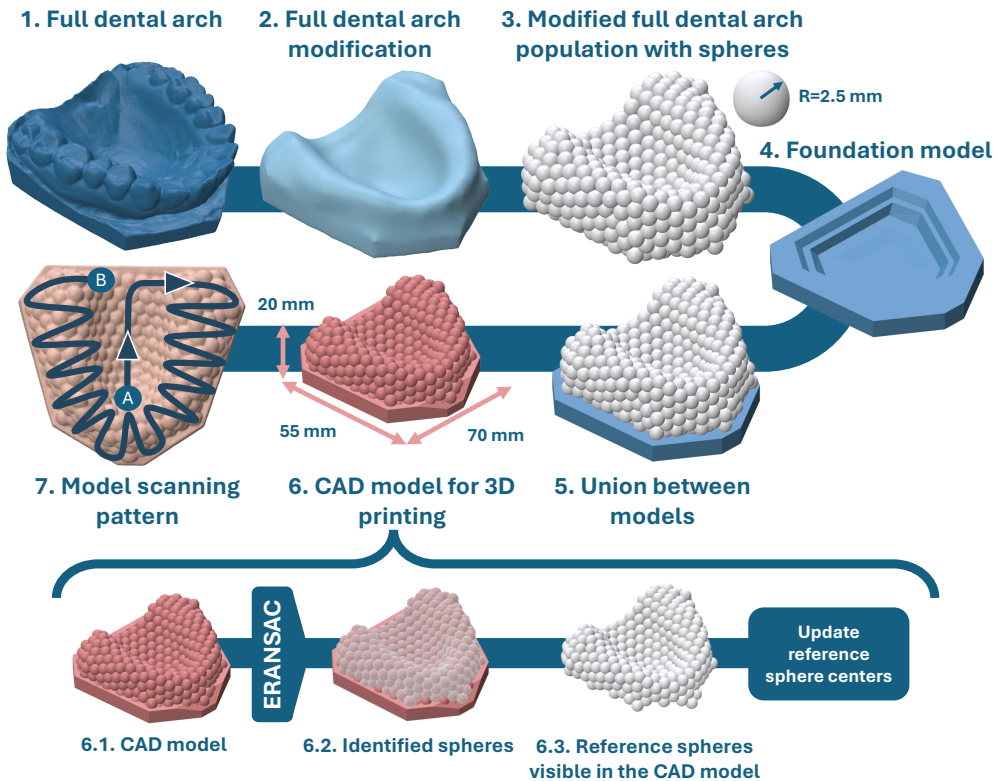 1. Full dental arch
2. Full dental arch
modification
3. Modified full dental arch
population with spheres
R=2.5 mm
4. Foundation model
B
A
20 mm
55 mm
70 mm
7. Model scanning
pattern
6. CAD model for 3D
printing
5. Union between
models
ERANSAC
Update
reference
sphere centers
6.1. CAD model
6.2. Identified spheres
6.3. Reference spheres
visible in the CAD model